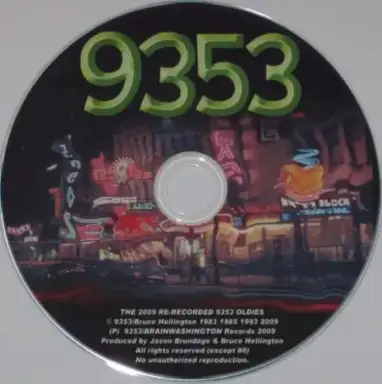 9353
THE 2009 RE-RECORDED 9353 OLDIES
© 9353/Bruce Hellington 1983 1985 1993 2009
(P) 9353/BRAINWASHINGTON Records 2009
Produced by Jason Brundage & Bruce Hellington
All rights reserved (except 86)
No unauthorized reproduction.